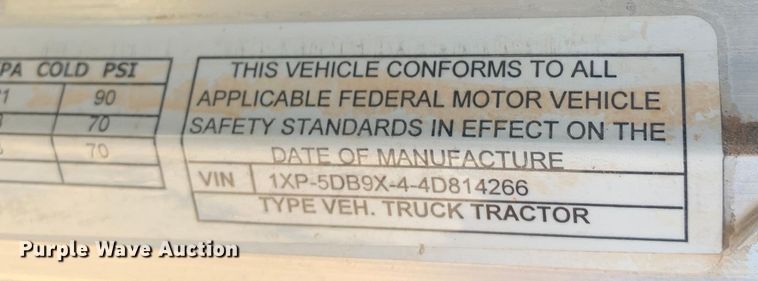 PA COLD PSI
90
70
70
THIS VEHICLE CONFORMS TO ALL
APPLICABLE FEDERAL MOTOR VEHICLE
SAFETY STANDARDS IN EFFECT ON THE
DATE OF MANUFACTURE
VIN 1XP-5DB9X-4-4D814266
TYPE VEH. TRUCK TRACTOR
Purple Wave Auction